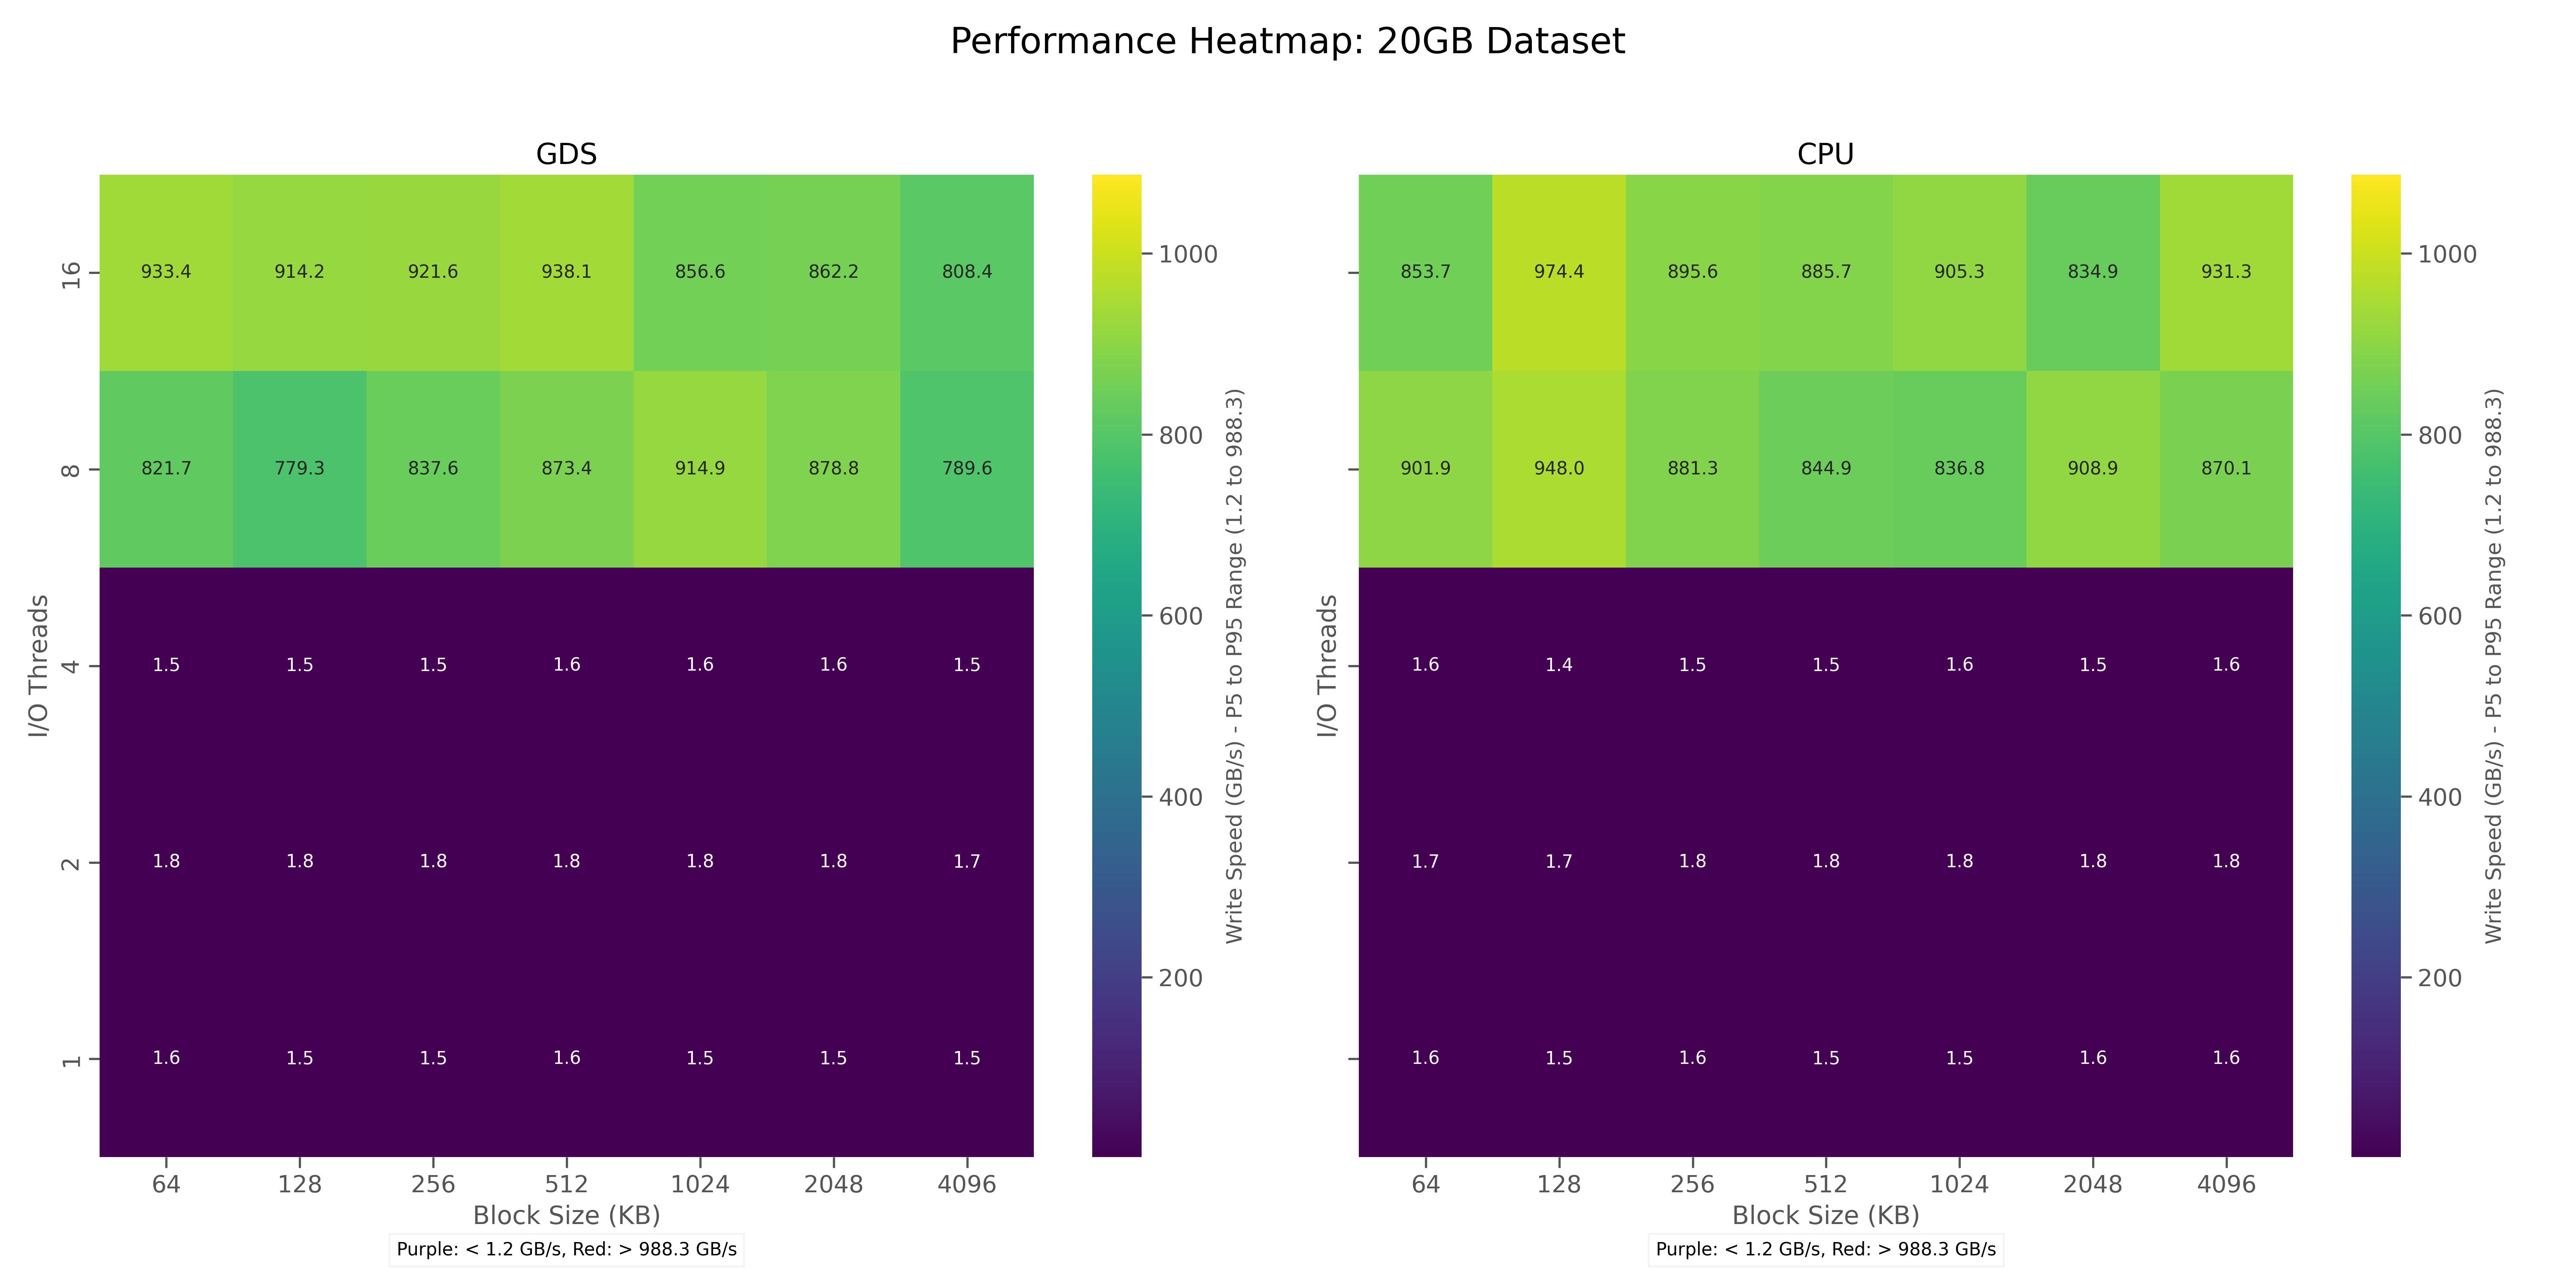 Performance Heatmap: 20GB Dataset
GDS
16 933.4 914.2 921.6 938.1 856.6 862.2 808.4
8 821.7 779.3 837.6 873.4 914.9 878.8 789.6
4 1.5 1.5 1.5 1.6 1.6 1.6 1.5
2 1.8 1.8 1.8 1.8 1.8 1.8 1.7
1 1.6 1.5 1.5 1.6 1.5 1.5 1.5
I/O Threads
64 128 256 512 1024 2048 4096
Block Size (KB)
Purple: < 1.2 GB/s, Red: > 988.3 GB/s
1000
800
600
400
200
Write Speed (GB/s) - P5 to P95 Range (1.2 to 988.3)
CPU
853.7 974.4 895.6 885.7 905.3 834.9 931.3
901.9 948.0 881.3 844.9 836.8 908.9 870.1
1.6 1.4 1.5 1.5 1.6 1.5 1.6
1.7 1.7 1.8 1.8 1.8 1.8 1.8
1.6 1.5 1.6 1.5 1.5 1.6 1.6
I/O Threads
64 128 256 512 1024 2048 4096
Block Size (KB)
Purple: < 1.2 GB/s, Red: > 988.3 GB/s
1000
800
600
400
200
Write Speed (GB/s) - P5 to P95 Range (1.2 to 988.3)